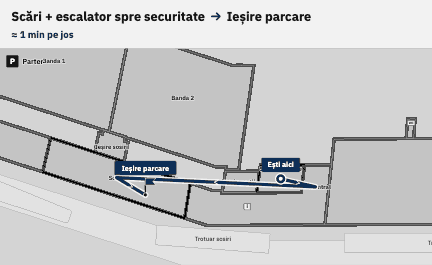 Scări + escalator spre securitate → Ieșire parcare
≈ 1 min pe jos
P Parter
Banda 1
Banda 2
Ieșire sosiri
Ieșire parcare
Ești aici
Trotuar sosiri